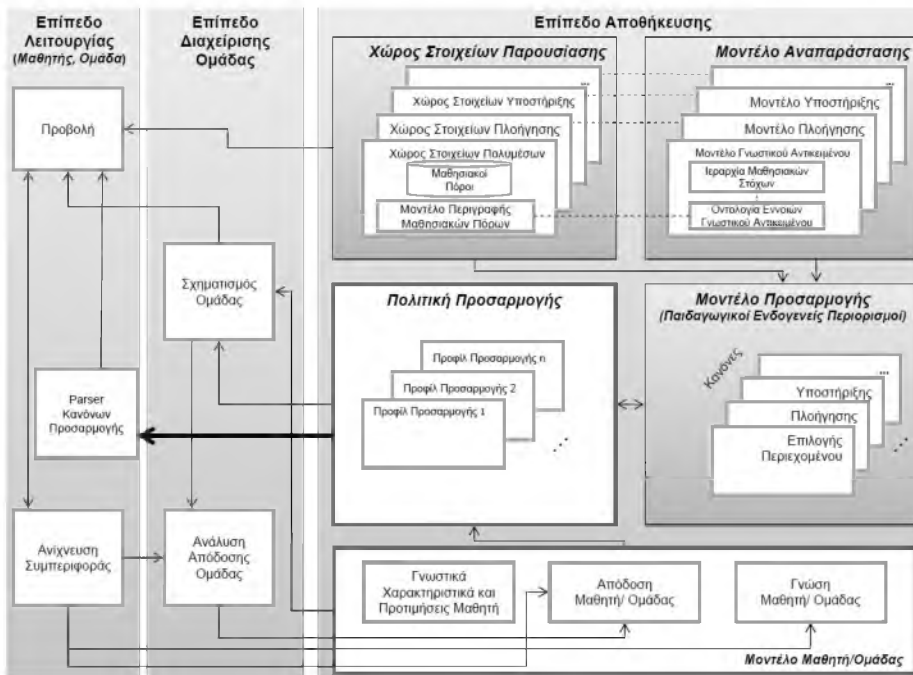 Επίπεδο
Λειτουργίας
(Μαθητής, Ομάδα)
Επίπεδο
Διαχείρισης
Ομάδας
Επίπεδο Αποθήκευσης
Χώρος Στοιχείων Παρουσίασης
...
Χώρος Στοιχείων Υποστήριξης
Χώρος Στοιχείων Πλοήγησης
Χώρος Στοιχείων Πολυμέσων
Μαθησιακοί
Πόροι
Μοντέλο Περιγραφής
Μαθησιακών Πόρων
Μοντέλο Αναπαράστασης
...
Μοντέλο Υποστήριξης
Μοντέλο Πλοήγησης
Μοντέλο Γνωστικού Αντικειμένου
Ιεραρχία Μαθησιακών
Στόχων
Οντολογία Εννοιών
Γνωστικού Αντικειμένου
Προβολή
Σχηματισμός
Ομάδας
Parser
Κανόνων
Προσαρμογής
Πολιτική Προσαρμογής
Προφίλ Προσαρμογής n
Προφίλ Προσαρμογής 2
Προφίλ Προσαρμογής 1
...
Μοντέλο Προσαρμογής
(Παιδαγωγικοί Ενδογενείς Περιορισμοί)
Κανόνες
...
Υποστήριξης
Πλοήγησης
Επιλογής
Περιεχομένου
...
Ανίχνευση
Συμπεριφοράς
Ανάλυση
Απόδοσης
Ομάδας
Γνωστικά
Χαρακτηριστικά και
Προτιμήσεις Μαθητή
Απόδοση
Μαθητή/ Ομάδας
Γνώση
Μαθητή/ Ομάδας
Μοντέλο Μαθητή/Ομάδας